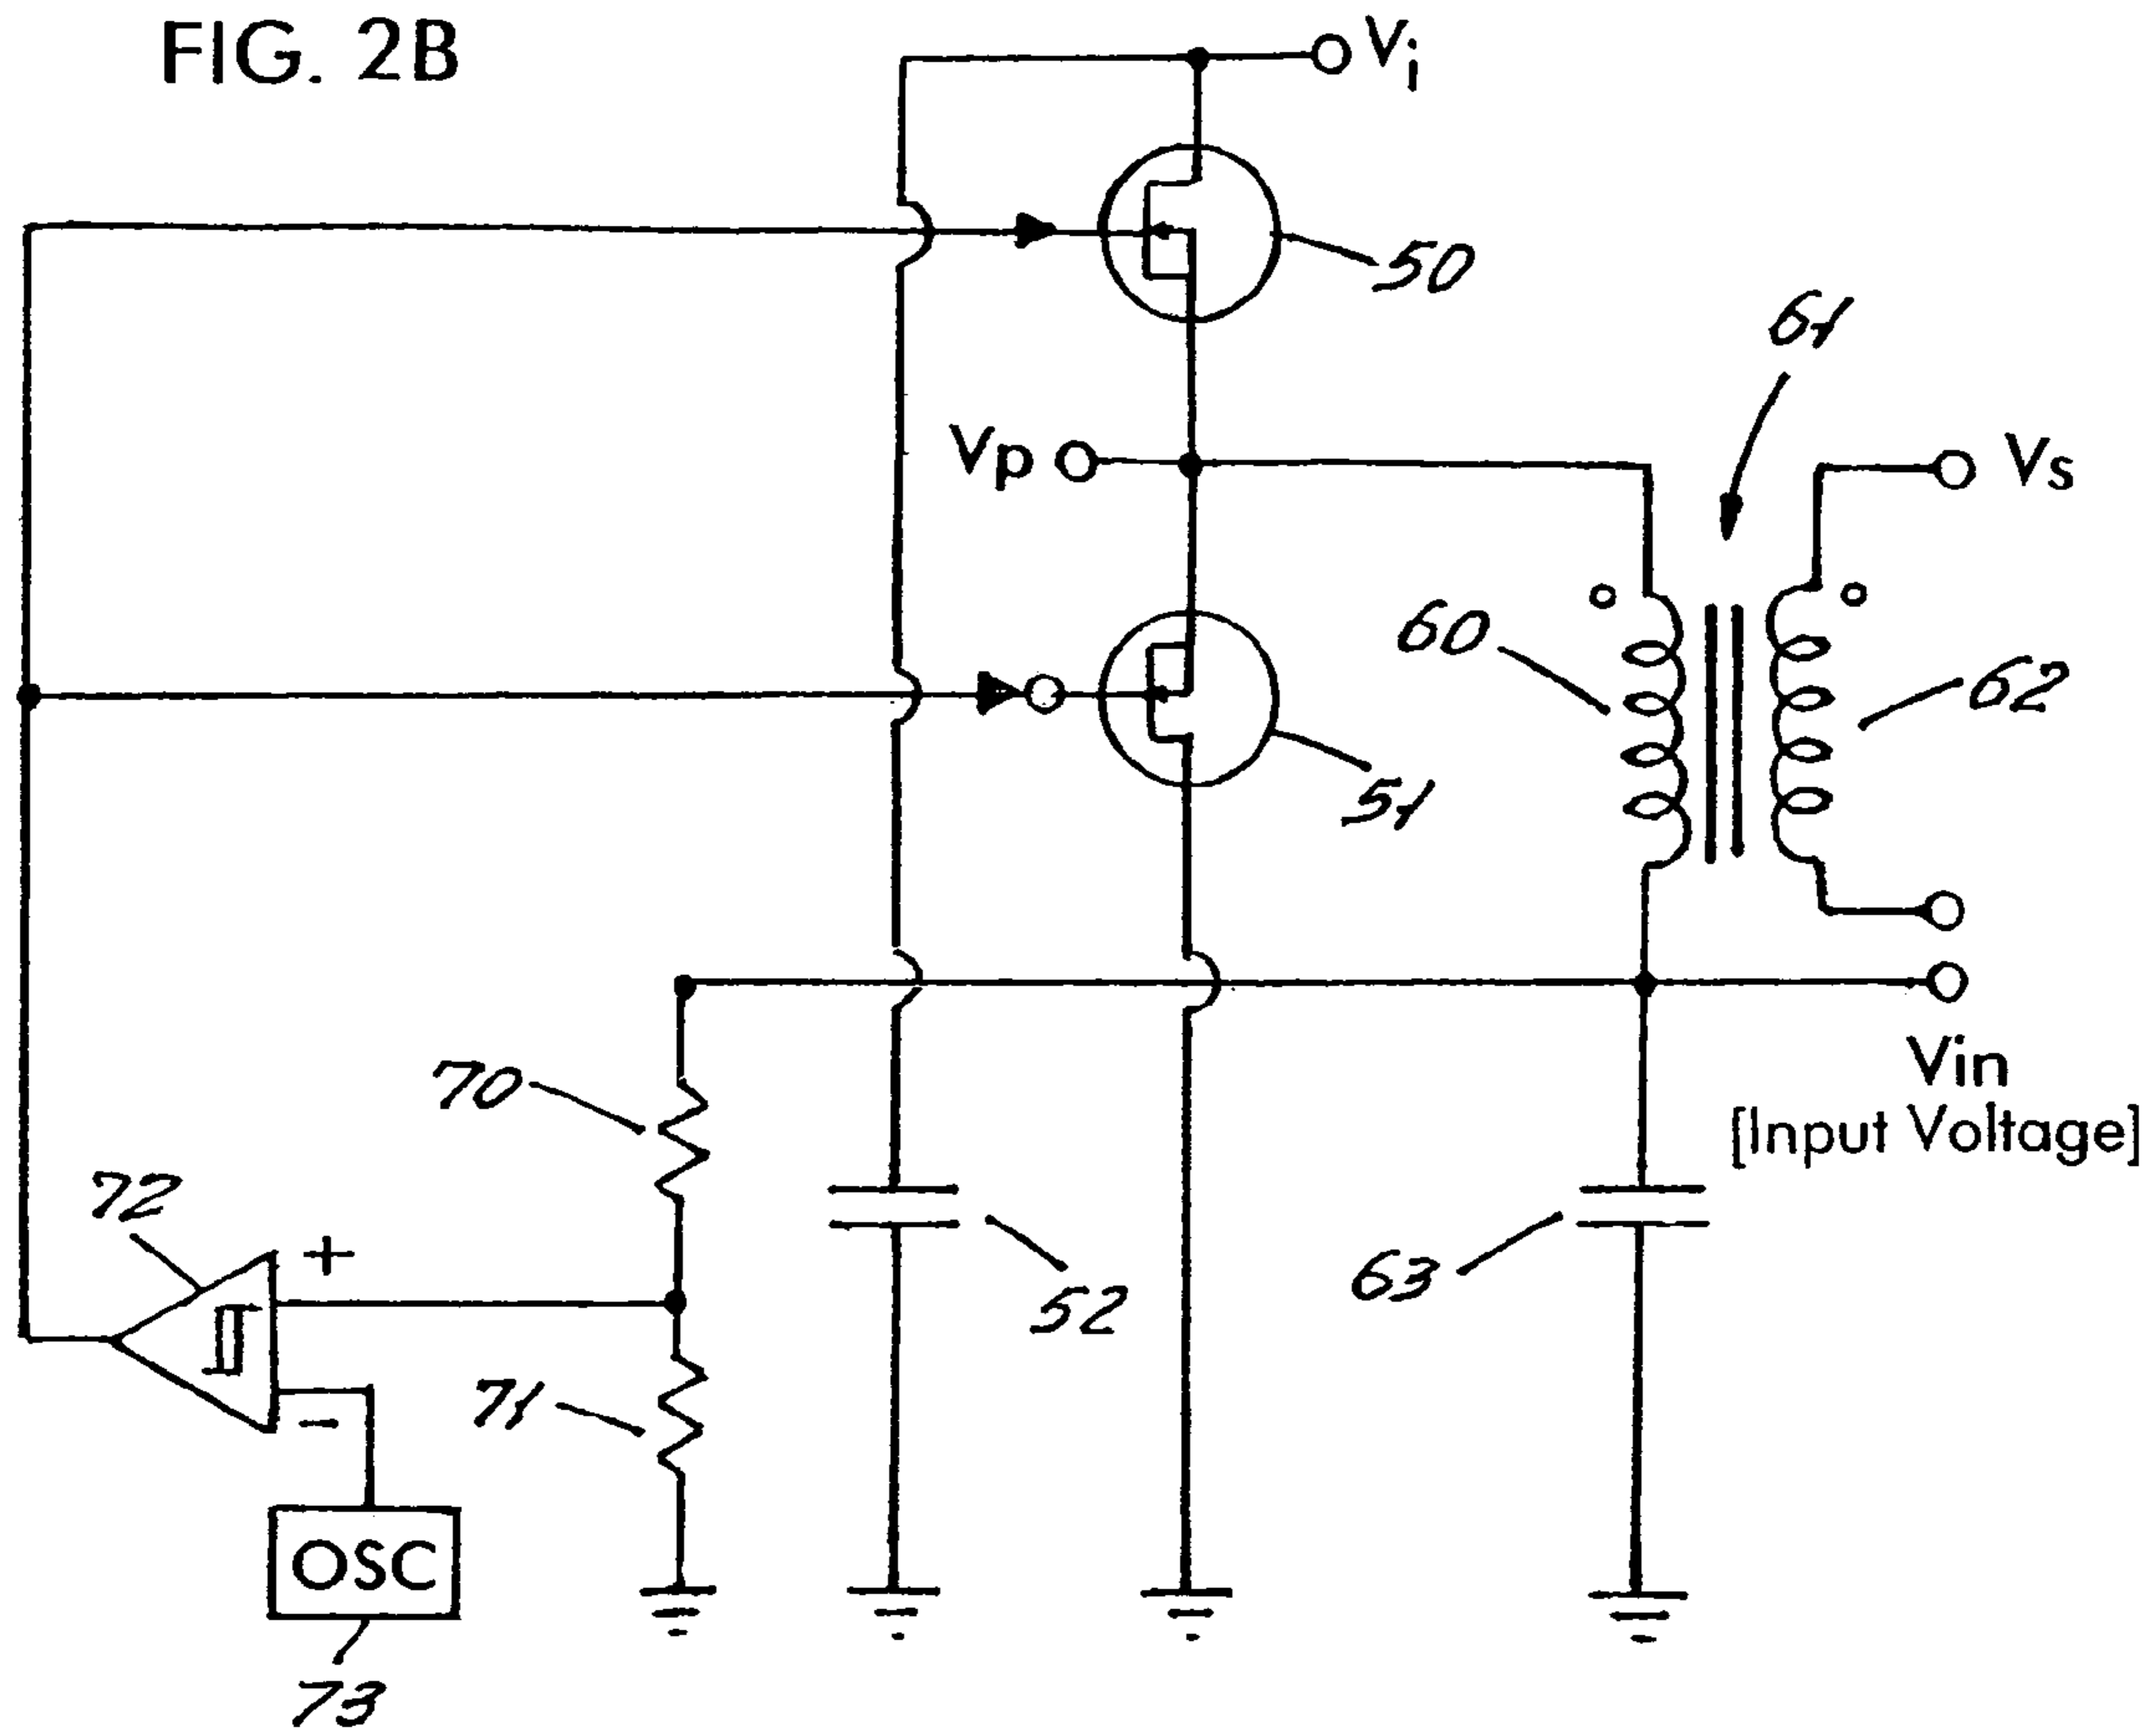 FIG. 2B
Vi
50
61
Vp
Vs
60
62
51
70
Vin
[Input Voltage]
72
+
52
63
71
-
OSC
73